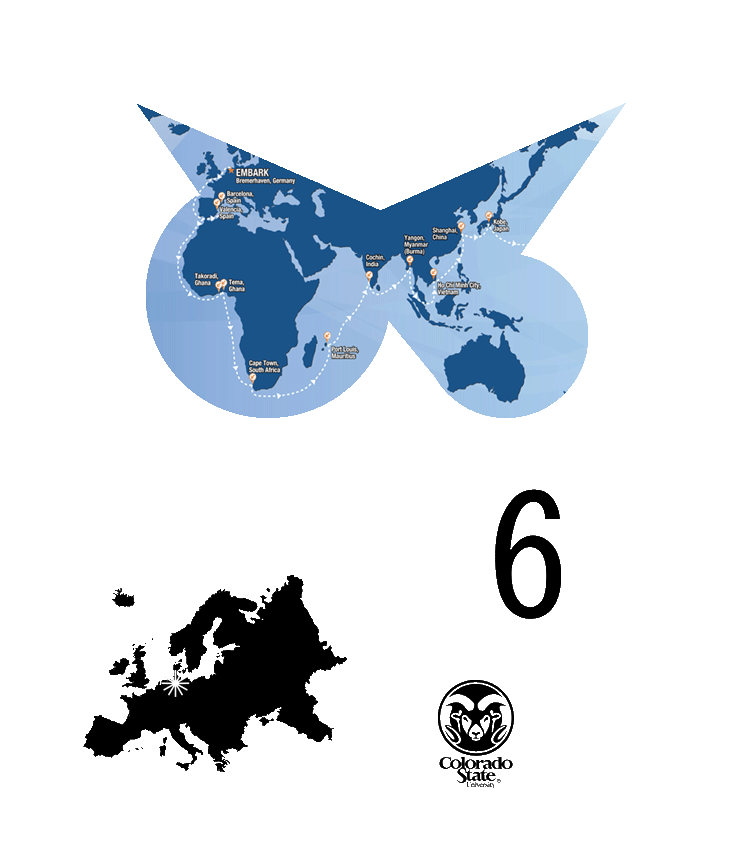 EMBARK
Bremerhaven, Germany
Barcelona,
Spain
Valencia,
Spain
Takoradi,
Ghana
Tema,
Ghana
Cape Town,
South Africa
Port Louis,
Mauritius
Cochin,
India
Yangon,
Myanmar
(Burma)
Shanghai,
China
Kobe,
Japan
Ho Chi Minh City,
Vietnam
6
Colorado
State
University